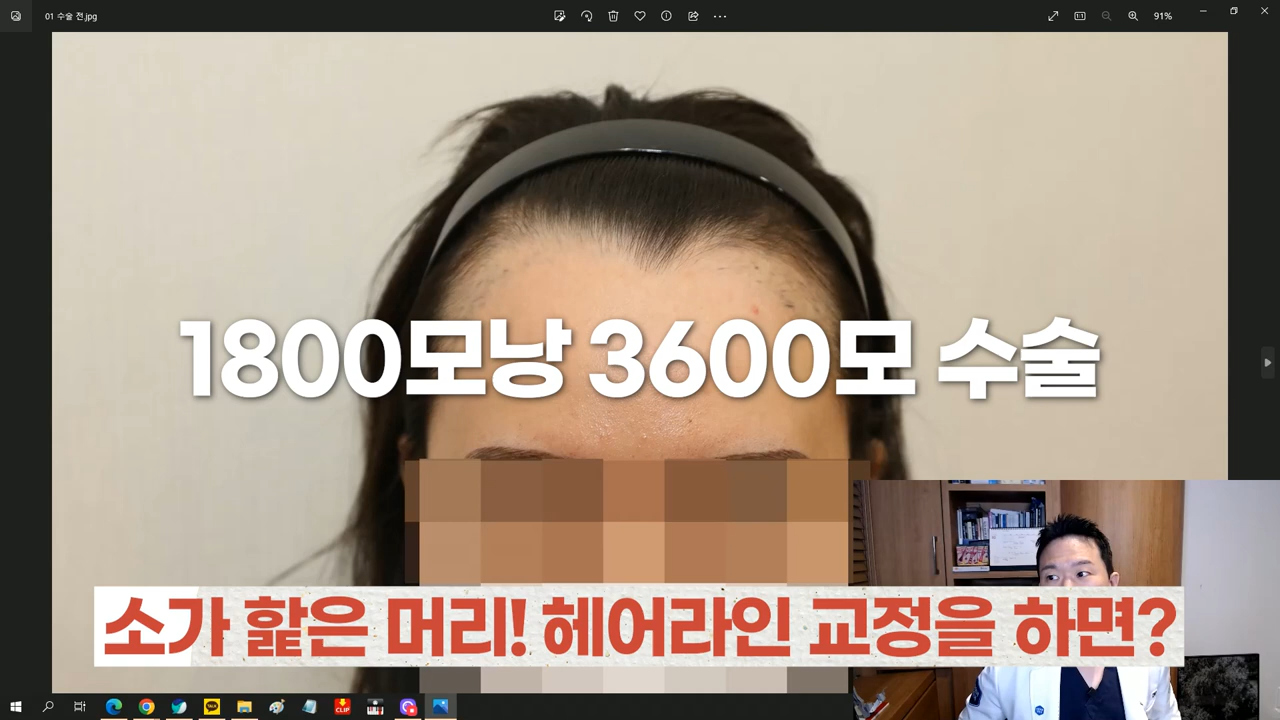 01 수술 전.jpg
91%
1800모낭 3600모 수술
소가 핥은 머리! 헤어라인 교정을 하면?
CLIP